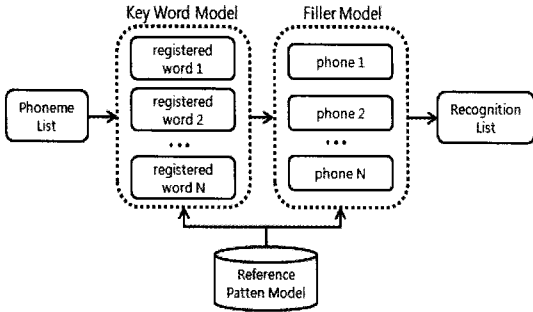 Key Word Model
Filler Model
registered
word 1
registered
word 2
...
registered
word N
phone 1
phone 2
...
phone N
Phoneme
List
Recognition
List
Reference
Patten Model